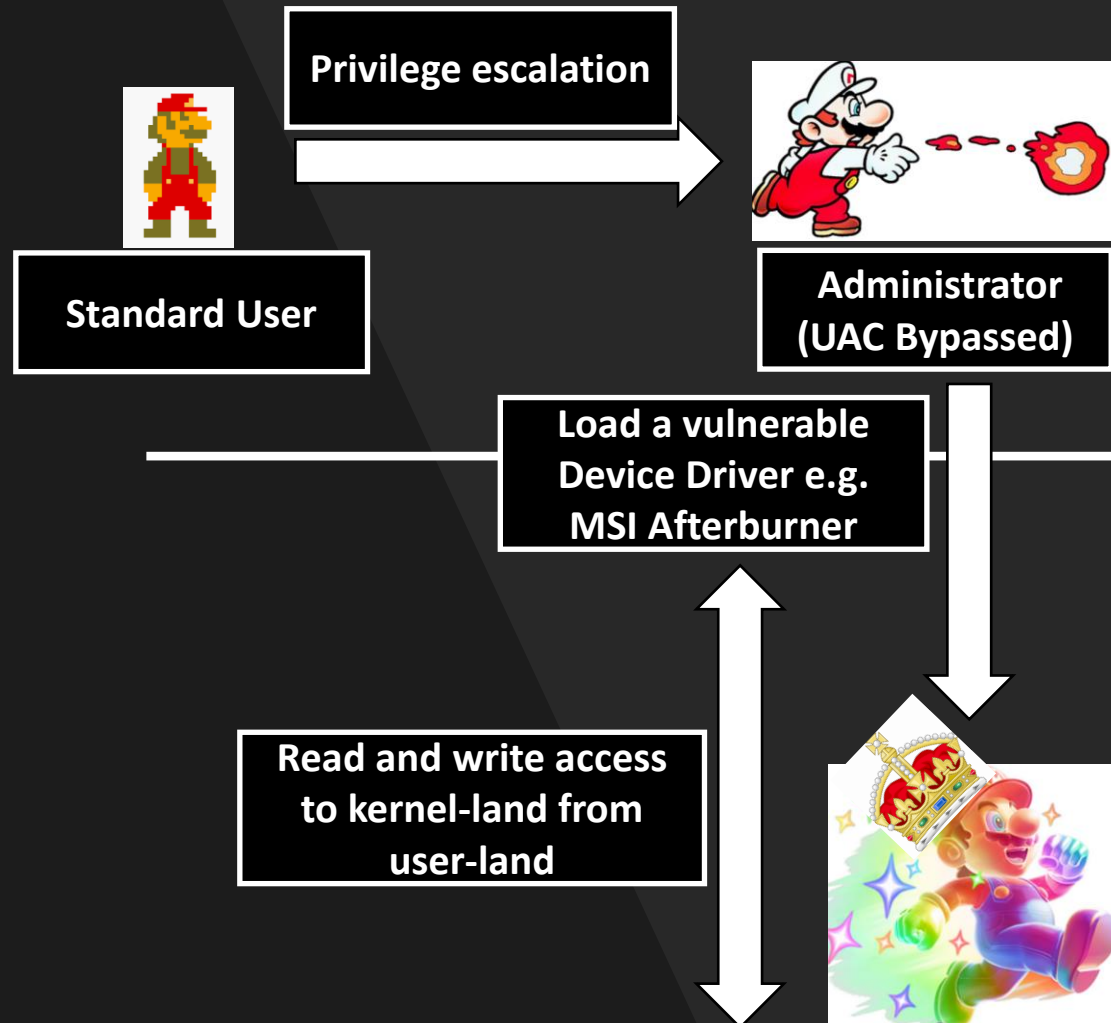 Privilege escalation
Standard User
Administrator
(UAC Bypassed)
Load a vulnerable
Device Driver e.g.
MSI Afterburner
Read and write access
to kernel-land from
user-land